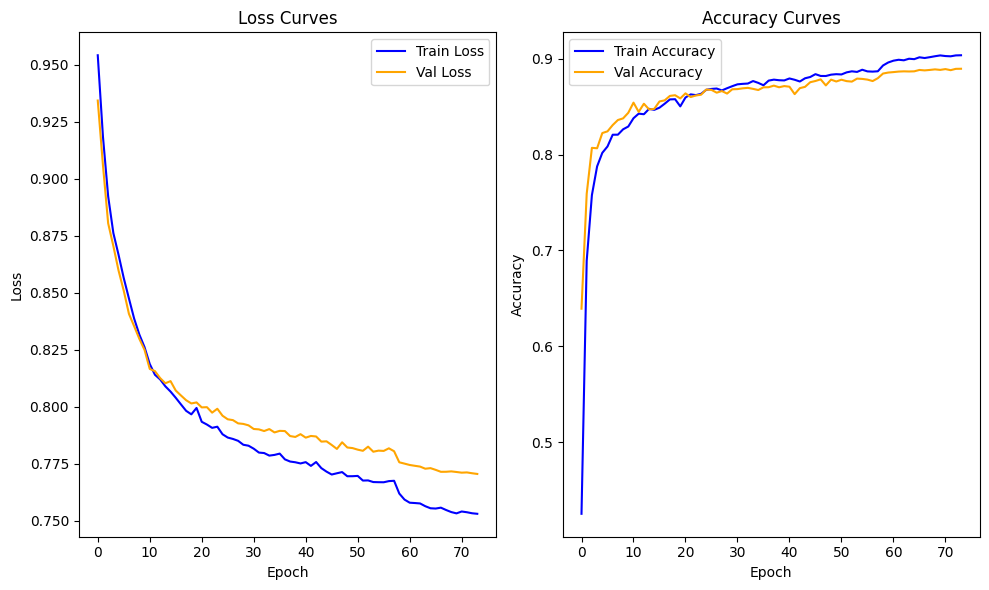 Loss Curves
Train Loss
Val Loss
0.950
0.925
0.900
0.875
0.850
0.825
0.800
0.775
0.750
Loss
0 10 20 30 40 50 60 70
Epoch
Accuracy Curves
Train Accuracy
Val Accuracy
0.9
0.8
0.7
0.6
0.5
Accuracy
0 10 20 30 40 50 60 70
Epoch